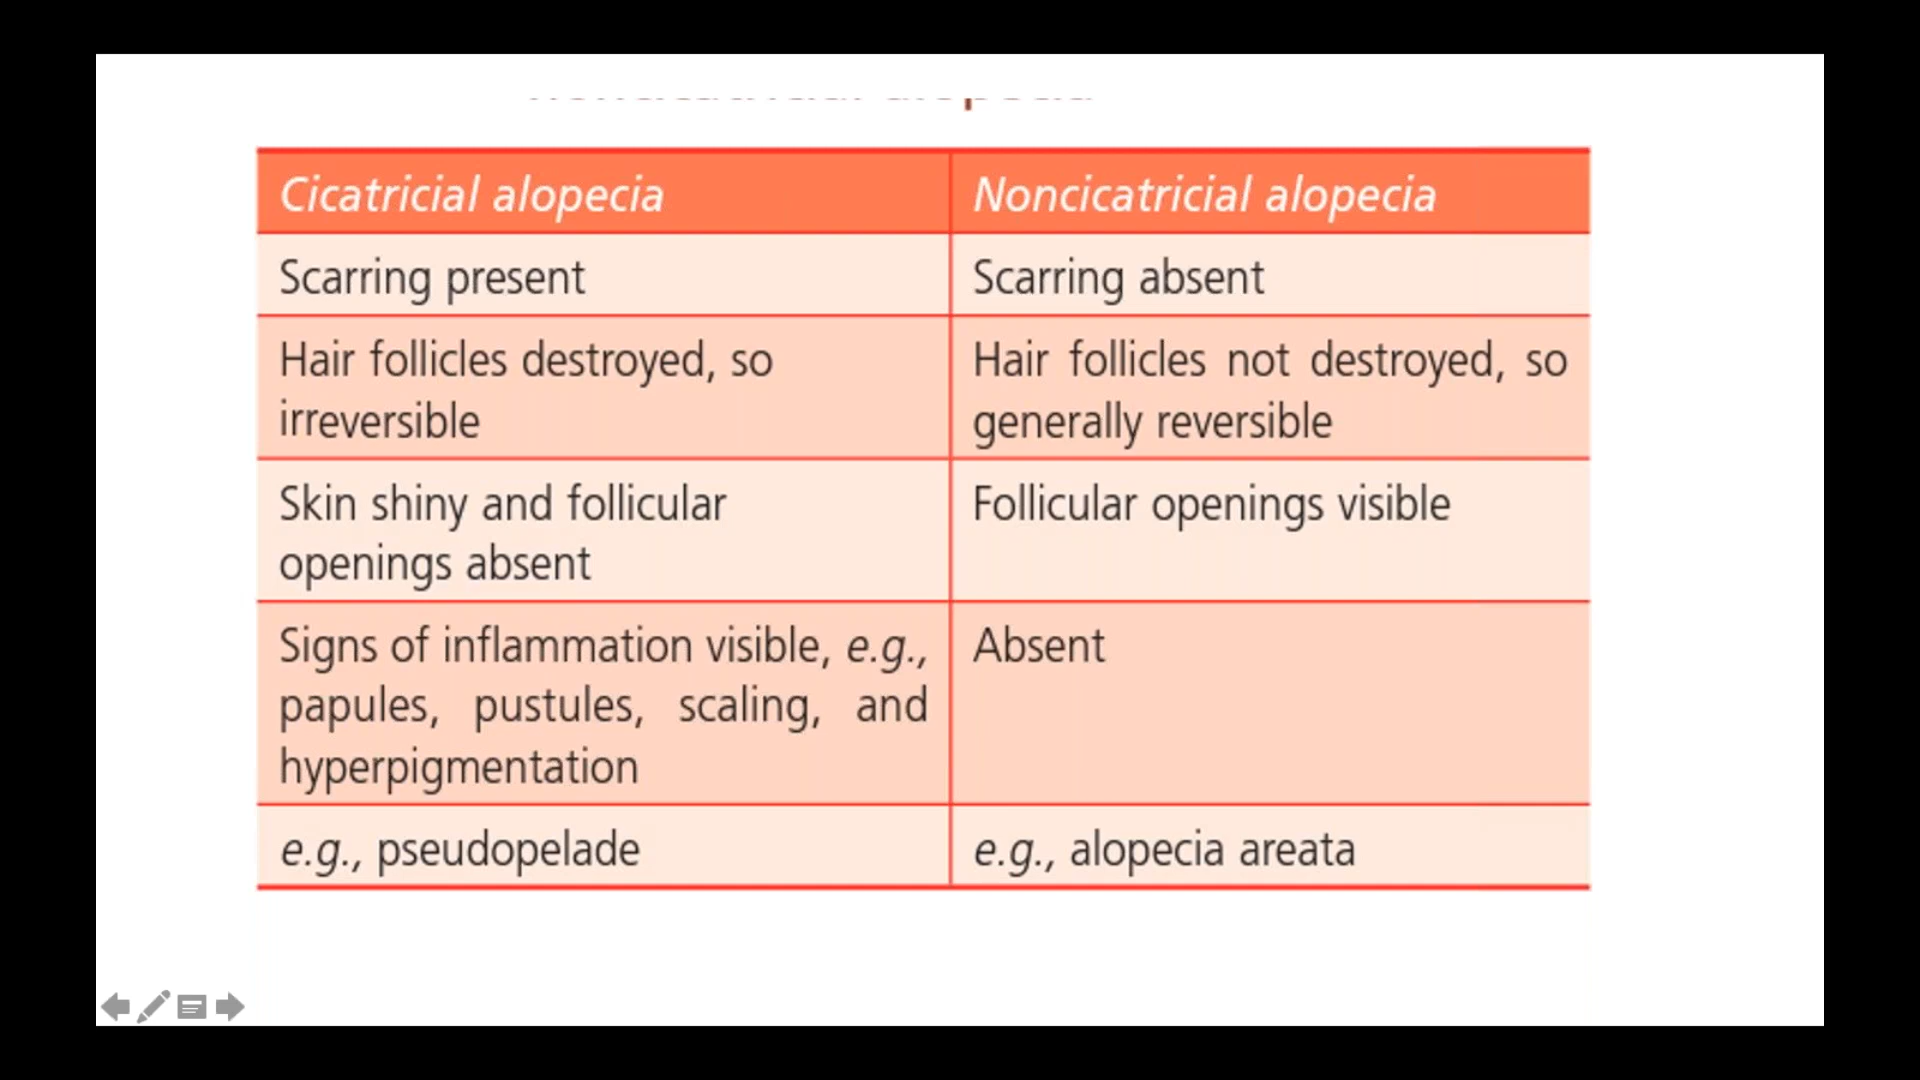 Cicatricial alopecia
Noncicatricial alopecia
Scarring present
Scarring absent
Hair follicles destroyed, so
irreversible
Hair follicles not destroyed, so
generally reversible
Skin shiny and follicular
openings absent
Follicular openings visible
Signs of inflammation visible, e.g.,
papules, pustules, scaling, and
hyperpigmentation
Absent
e.g., pseudopelade
e.g., alopecia areata